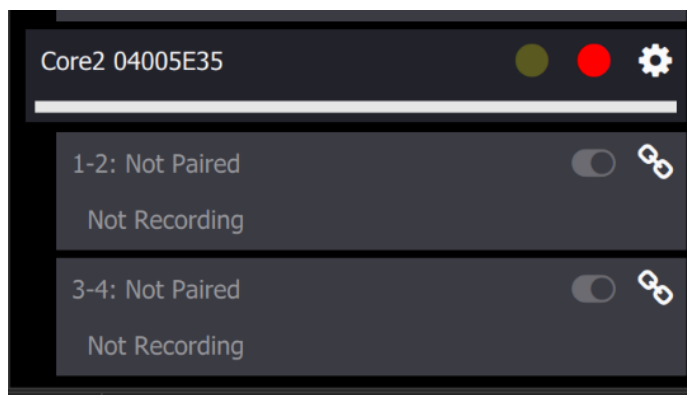 Core2 04005E35
1-2: Not Paired
Not Recording
3-4: Not Paired
Not Recording